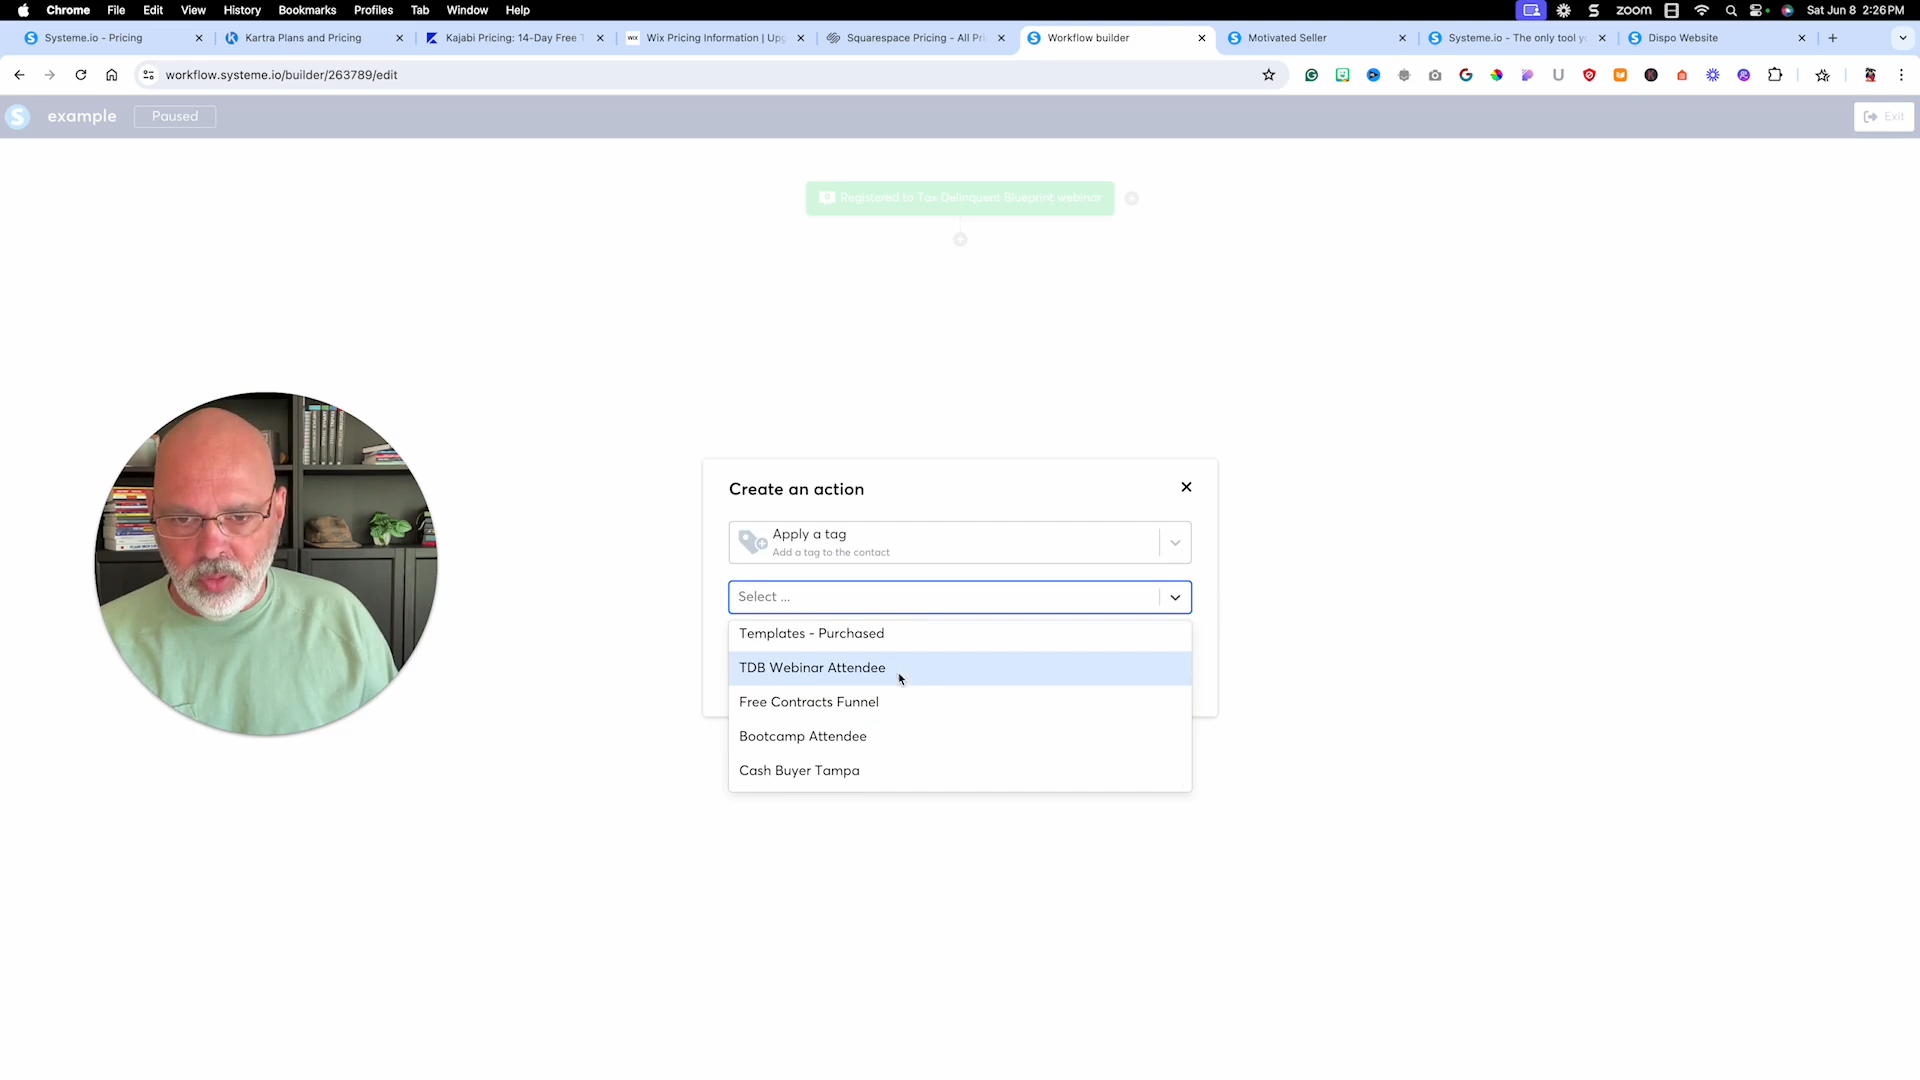 Chrome File Edit View History Bookmarks Profiles Tab Window Help zoom Sat Jun 8 2:26 PM
Systeme.io - Pricing Kartra Plans and Pricing Kajabi Pricing: 14-Day Free T WIX Wix Pricing Information | Upg Squarespace Pricing - All Pri Workflow builder Motivated Seller Systeme.io - The only tool yo Dispo Website
workflow.systeme.io/builder/263789/edit
example Paused Exit
Registered to Tax Delinquent Blueprint webinar
Create an action
Apply a tag
Add a tag to the contact
Select ...
Templates - Purchased
TDB Webinar Attendee
Free Contracts Funnel
Bootcamp Attendee
Cash Buyer Tampa